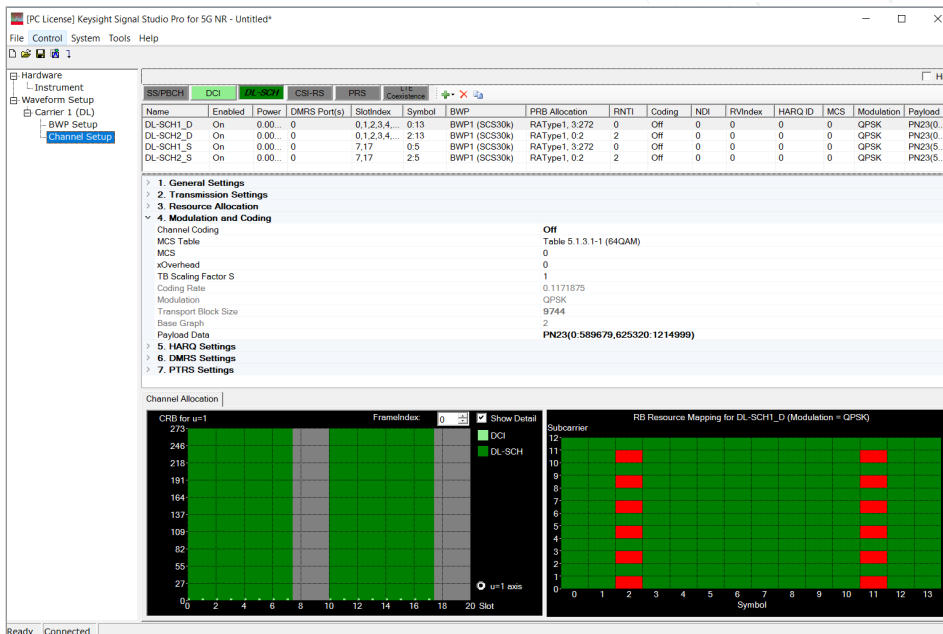 [PC License] Keysight Signal Studio Pro for 5G NR - Untitled*
File Control System Tools Help
Hardware
Instrument
Waveform Setup
Carrier 1 (DL)
BWP Setup
Channel Setup
H
SS/PBCH DCI DL-SCH CSI-RS PRS LTE Coexistence
Name Enabled Power DMRS Port(s) SlotIndex Symbol BWP PRB Allocation RNTI Coding NDI RVIndex HARQ ID MCS Modulation Payload
DL-SCH1_D On 0.00... 0 0,1,2,3,4,... 0:13 BWP1 (SCS30k) RAType1, 3:272 0 Off 0 0 0 0 QPSK PN23(0...
DL-SCH2_D On 0.00... 0 0,1,2,3,4,... 2:13 BWP1 (SCS30k) RAType1, 0:2 2 Off 0 0 0 0 QPSK PN23(0...
DL-SCH1_S On 0.00... 0 7,17 0:5 BWP1 (SCS30k) RAType1, 3:272 0 Off 0 0 0 0 QPSK PN23(5...
DL-SCH2_S On 0.00... 0 7,17 2:5 BWP1 (SCS30k) RAType1, 0:2 2 Off 0 0 0 0 QPSK PN23(5...
1. General Settings
2. Transmission Settings
3. Resource Allocation
4. Modulation and Coding
Channel Coding Off
MCS Table Table 5.1.3.1-1 (64QAM)
MCS 0
xOverhead 0
TB Scaling Factor S 1
Coding Rate 0.1171875
Modulation QPSK
Transport Block Size 9744
Base Graph 2
Payload Data PN23(0:589679,625320:1214999)
5. HARQ Settings
6. DMRS Settings
7. PTRS Settings
Channel Allocation
CRB for u=1 FrameIndex: 0 Show Detail
273
246
218
191
164
137
109
82
55
27
0
0 2 4 6 8 10 12 14 16 18 20 Slot
DCI
DL-SCH
u=1 axis
RB Resource Mapping for DL-SCH1_D (Modulation = QPSK)
Subcarrier
12
11
10
9
8
7
6
5
4
3
2
1
0
0 1 2 3 4 5 6 7 8 9 10 11 12 13
Symbol
Ready Connected